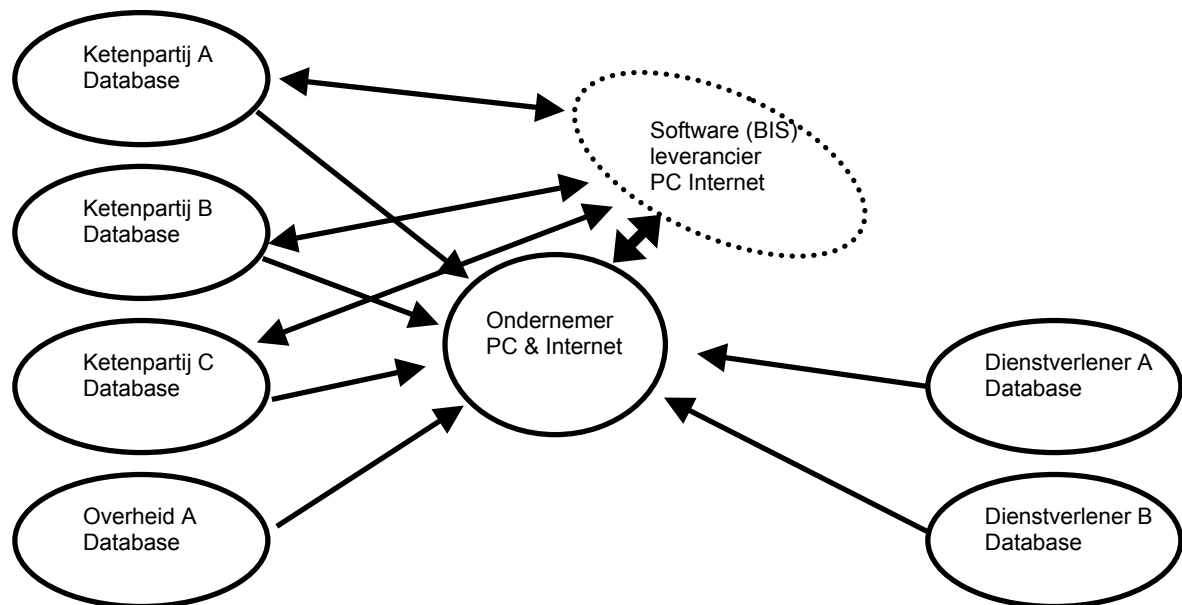 Ketenpartij A
Database
Software (BIS)
leverancier
PC Internet
Ketenpartij B
Database
Ondernemer
PC & Internet
Ketenpartij C
Database
Dienstverlener A
Database
Overheid A
Database
Dienstverlener B
Database